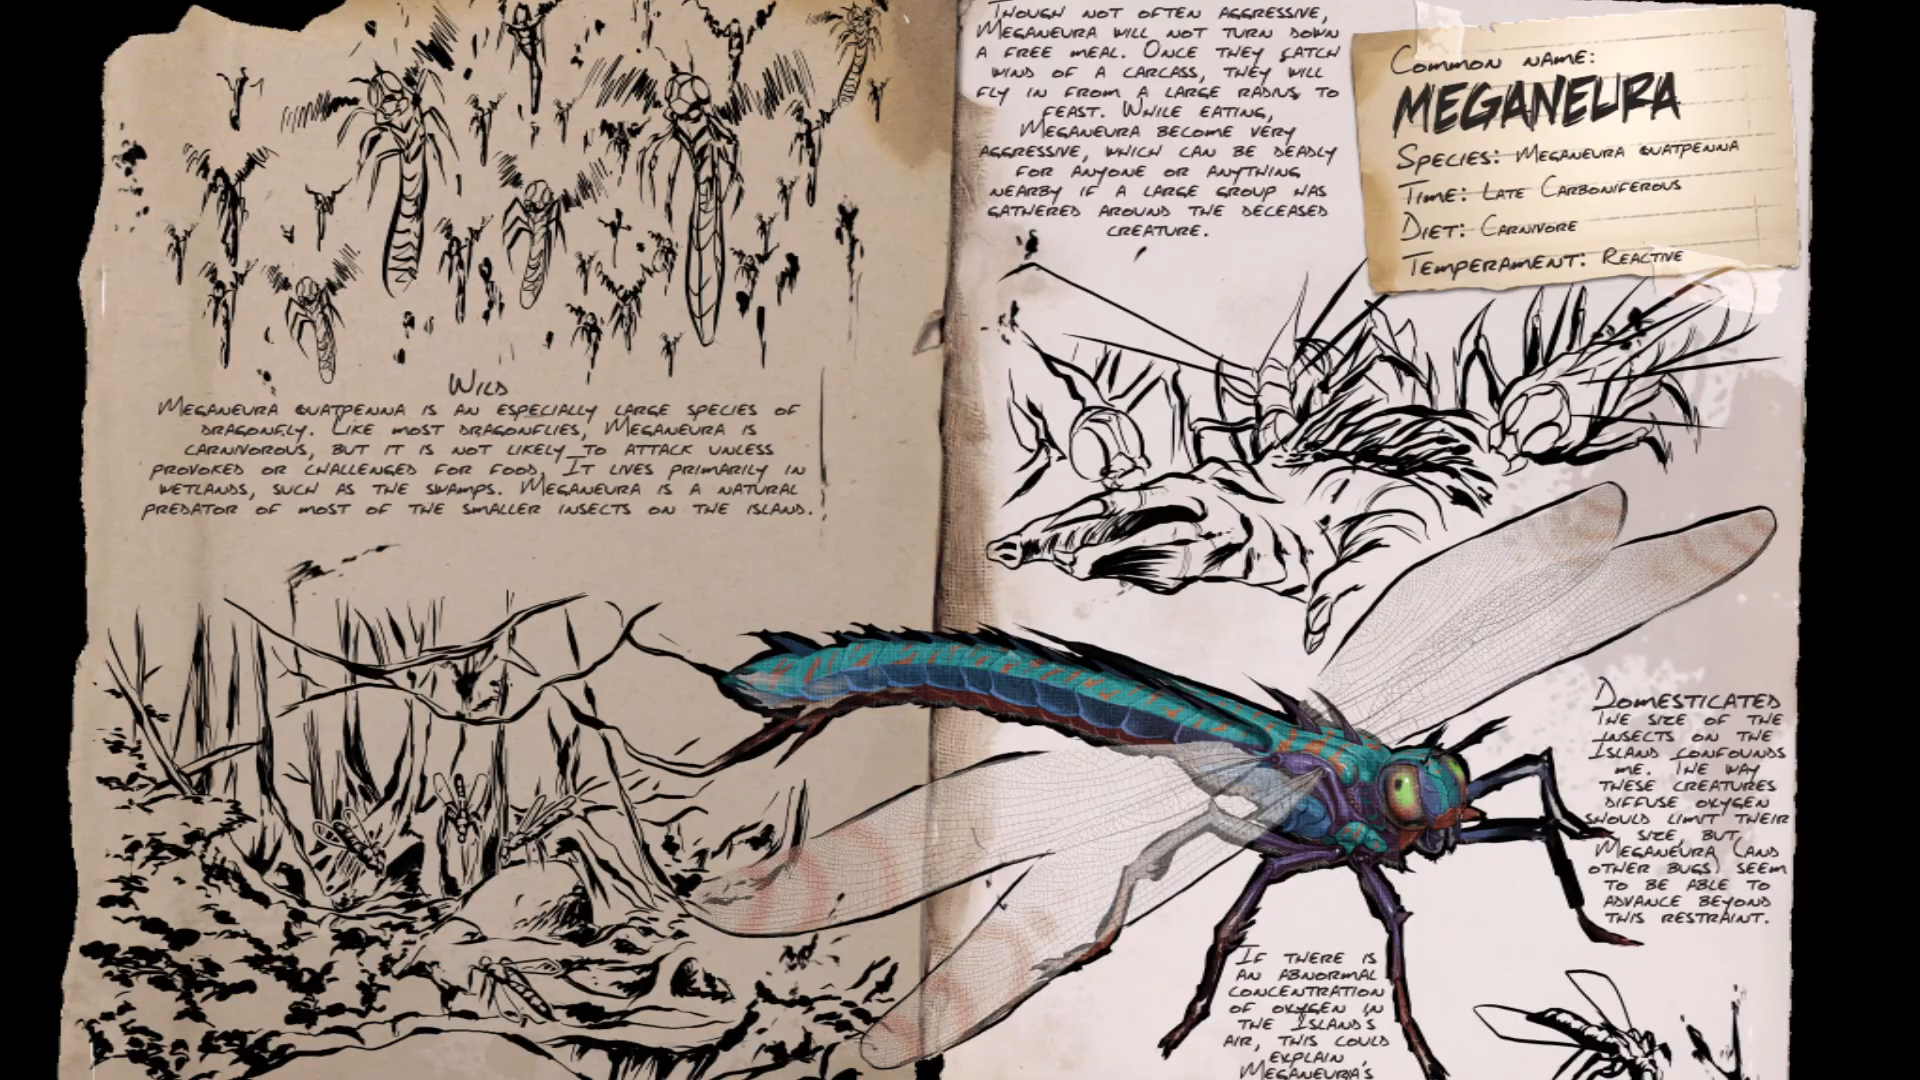 Wild
Meganeura quatpenna is an especially large species of
dragonfly. Like most dragonflies, Meganeura is
carnivorous, but it is not likely to attack unless
provoked or challenged for food. It lives primarily in
wetlands, such as the swamps. Meganeura is a natural
predator of most of the smaller insects on the island.
Though not often aggressive,
Meganeura will not turn down
a free meal. Once they catch
wind of a carcass, they will
fly in from a large radius to
feast. While eating,
Meganeura become very
aggressive, which can be deadly
for anyone or anything
nearby if a large group has
gathered around the deceased
creature.
Common name:
MEGANEURA
Species: Meganeura quatpenna
Time: Late Carboniferous
Diet: Carnivore
Temperament: Reactive
Domesticated
The size of the
insects on the
Island confounds
me. The way
these creatures
diffuse oxygen
should limit their
size, but
Meganeura (and
other bugs) seem
to be able to
advance beyond
this restraint.
If there is
an abnormal
concentration
of oxygen in
the Island's
air, this could
explain
Meganeura's